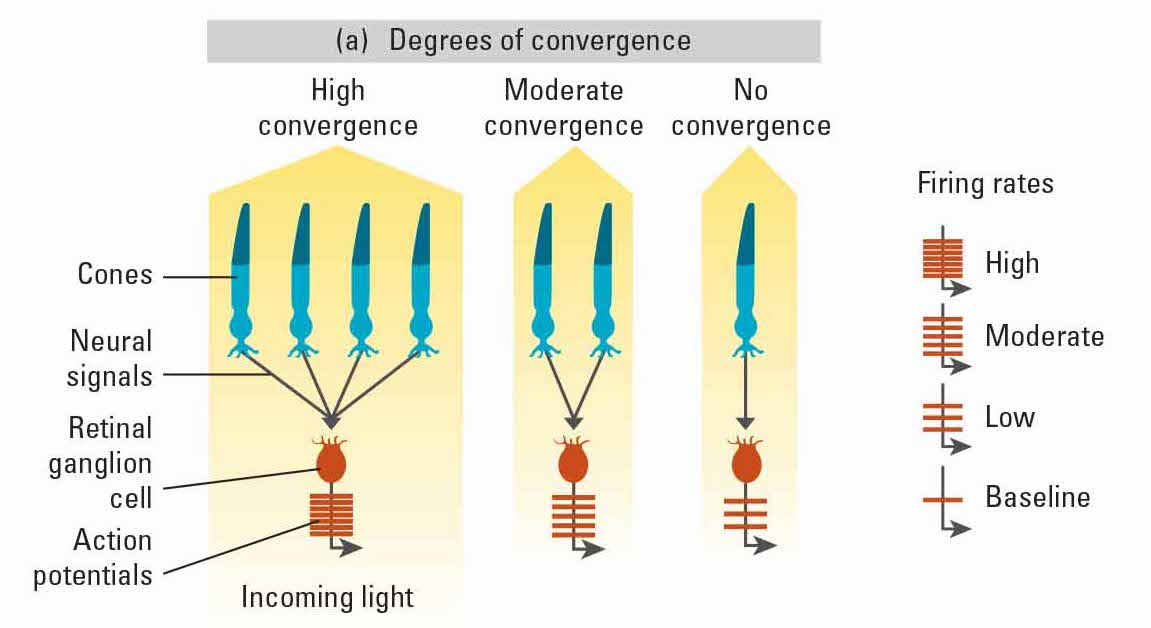 (a) Degrees of convergence
High
convergence
Moderate
convergence
No
convergence
Cones
Neural
signals
Retinal
ganglion
cell
Action
potentials
Incoming light
Firing rates
High
Moderate
Low
Baseline